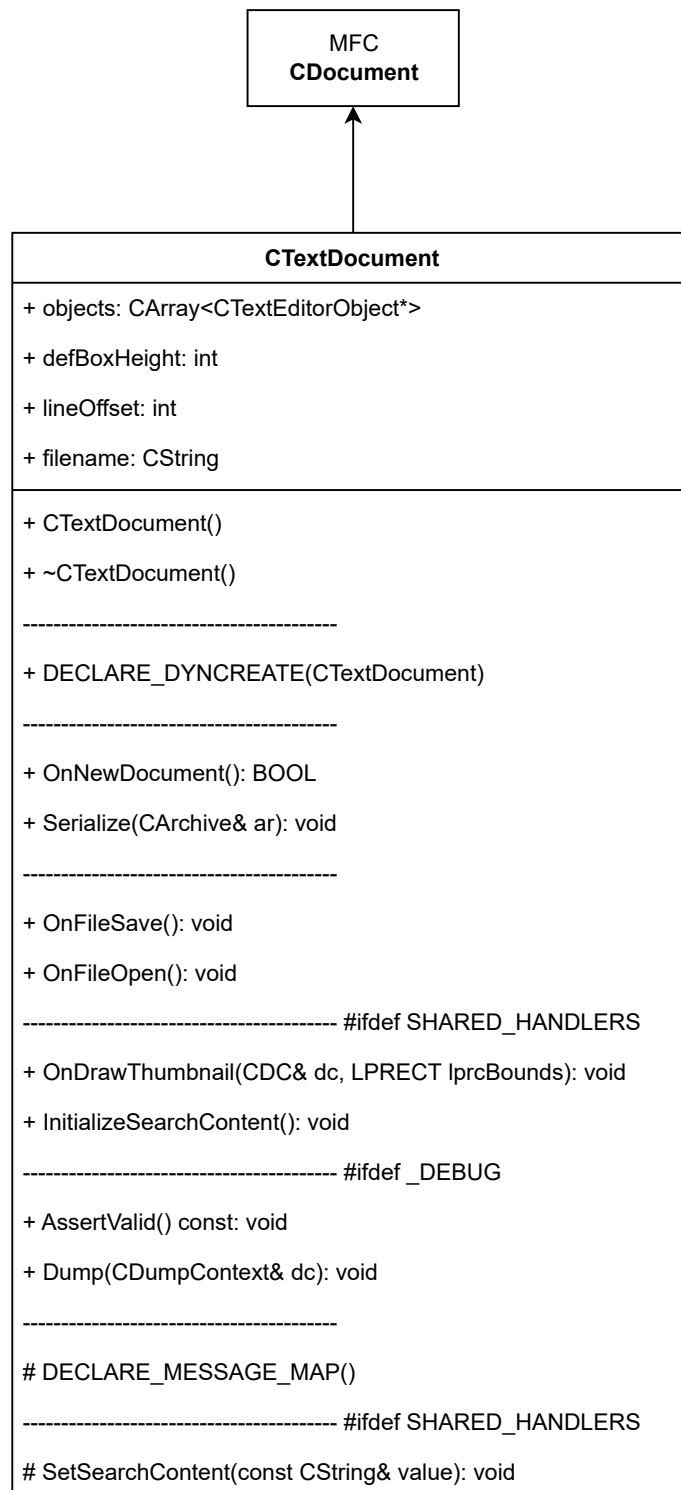 MFC
CDocument
CTextDocument
+ objects: CArray<CTextEditorObject*>
+ defBoxHeight: int
+ lineOffset: int
+ filename: CString
+ CTextDocument()
+ ~CTextDocument()
-----------------------------------------
+ DECLARE_DYNCREATE(CTextDocument)
-----------------------------------------
+ OnNewDocument(): BOOL
+ Serialize(CArchive& ar): void
-----------------------------------------
+ OnFileSave(): void
+ OnFileOpen(): void
----------------------------------------- #ifdef SHARED_HANDLERS
+ OnDrawThumbnail(CDC& dc, LPRECT lprcBounds): void
+ InitializeSearchContent(): void
----------------------------------------- #ifdef _DEBUG
+ AssertValid() const: void
+ Dump(CDumpContext& dc): void
-----------------------------------------
# DECLARE_MESSAGE_MAP()
----------------------------------------- #ifdef SHARED_HANDLERS
# SetSearchContent(const CString& value): void